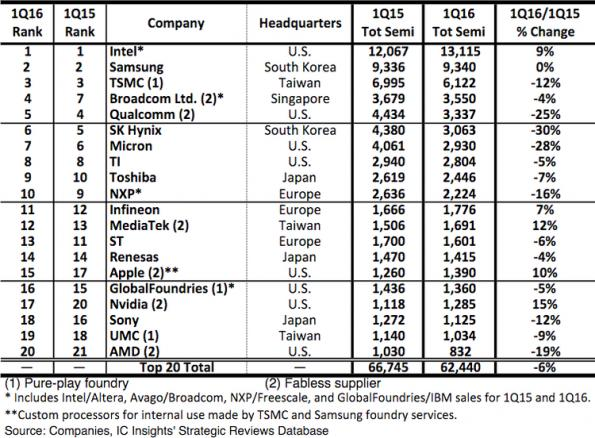 1Q16 Rank 1Q15 Rank Company Headquarters 1Q15 Tot Semi 1Q16 Tot Semi 1Q16/1Q15 % Change
1 1 Intel* U.S. 12,067 13,115 9%
2 2 Samsung South Korea 9,336 9,340 0%
3 3 TSMC (1) Taiwan 6,995 6,122 -12%
4 7 Broadcom Ltd. (2)* Singapore 3,679 3,550 -4%
5 4 Qualcomm (2) U.S. 4,434 3,337 -25%
6 5 SK Hynix South Korea 4,380 3,063 -30%
7 6 Micron U.S. 4,061 2,930 -28%
8 8 TI U.S. 2,940 2,804 -5%
9 10 Toshiba Japan 2,619 2,446 -7%
10 9 NXP* Europe 2,636 2,224 -16%
11 12 Infineon Europe 1,666 1,776 7%
12 13 MediaTek (2) Taiwan 1,506 1,691 12%
13 11 ST Europe 1,700 1,601 -6%
14 14 Renesas Japan 1,470 1,415 -4%
15 17 Apple (2)** U.S. 1,260 1,390 10%
16 15 GlobalFoundries (1)* U.S. 1,436 1,360 -5%
17 20 Nvidia (2) U.S. 1,118 1,285 15%
18 16 Sony Japan 1,272 1,125 -12%
19 18 UMC (1) Taiwan 1,140 1,034 -9%
20 21 AMD (2) U.S. 1,030 832 -19%
— — Top 20 Total — 66,745 62,440 -6%
(1) Pure-play foundry (2) Fabless supplier
* Includes Intel/Altera, Avago/Broadcom, NXP/Freescale, and GlobalFoundries/IBM sales for 1Q15 and 1Q16.
**Custom processors for internal use made by TSMC and Samsung foundry services.
Source: Companies, IC Insights' Strategic Reviews Database